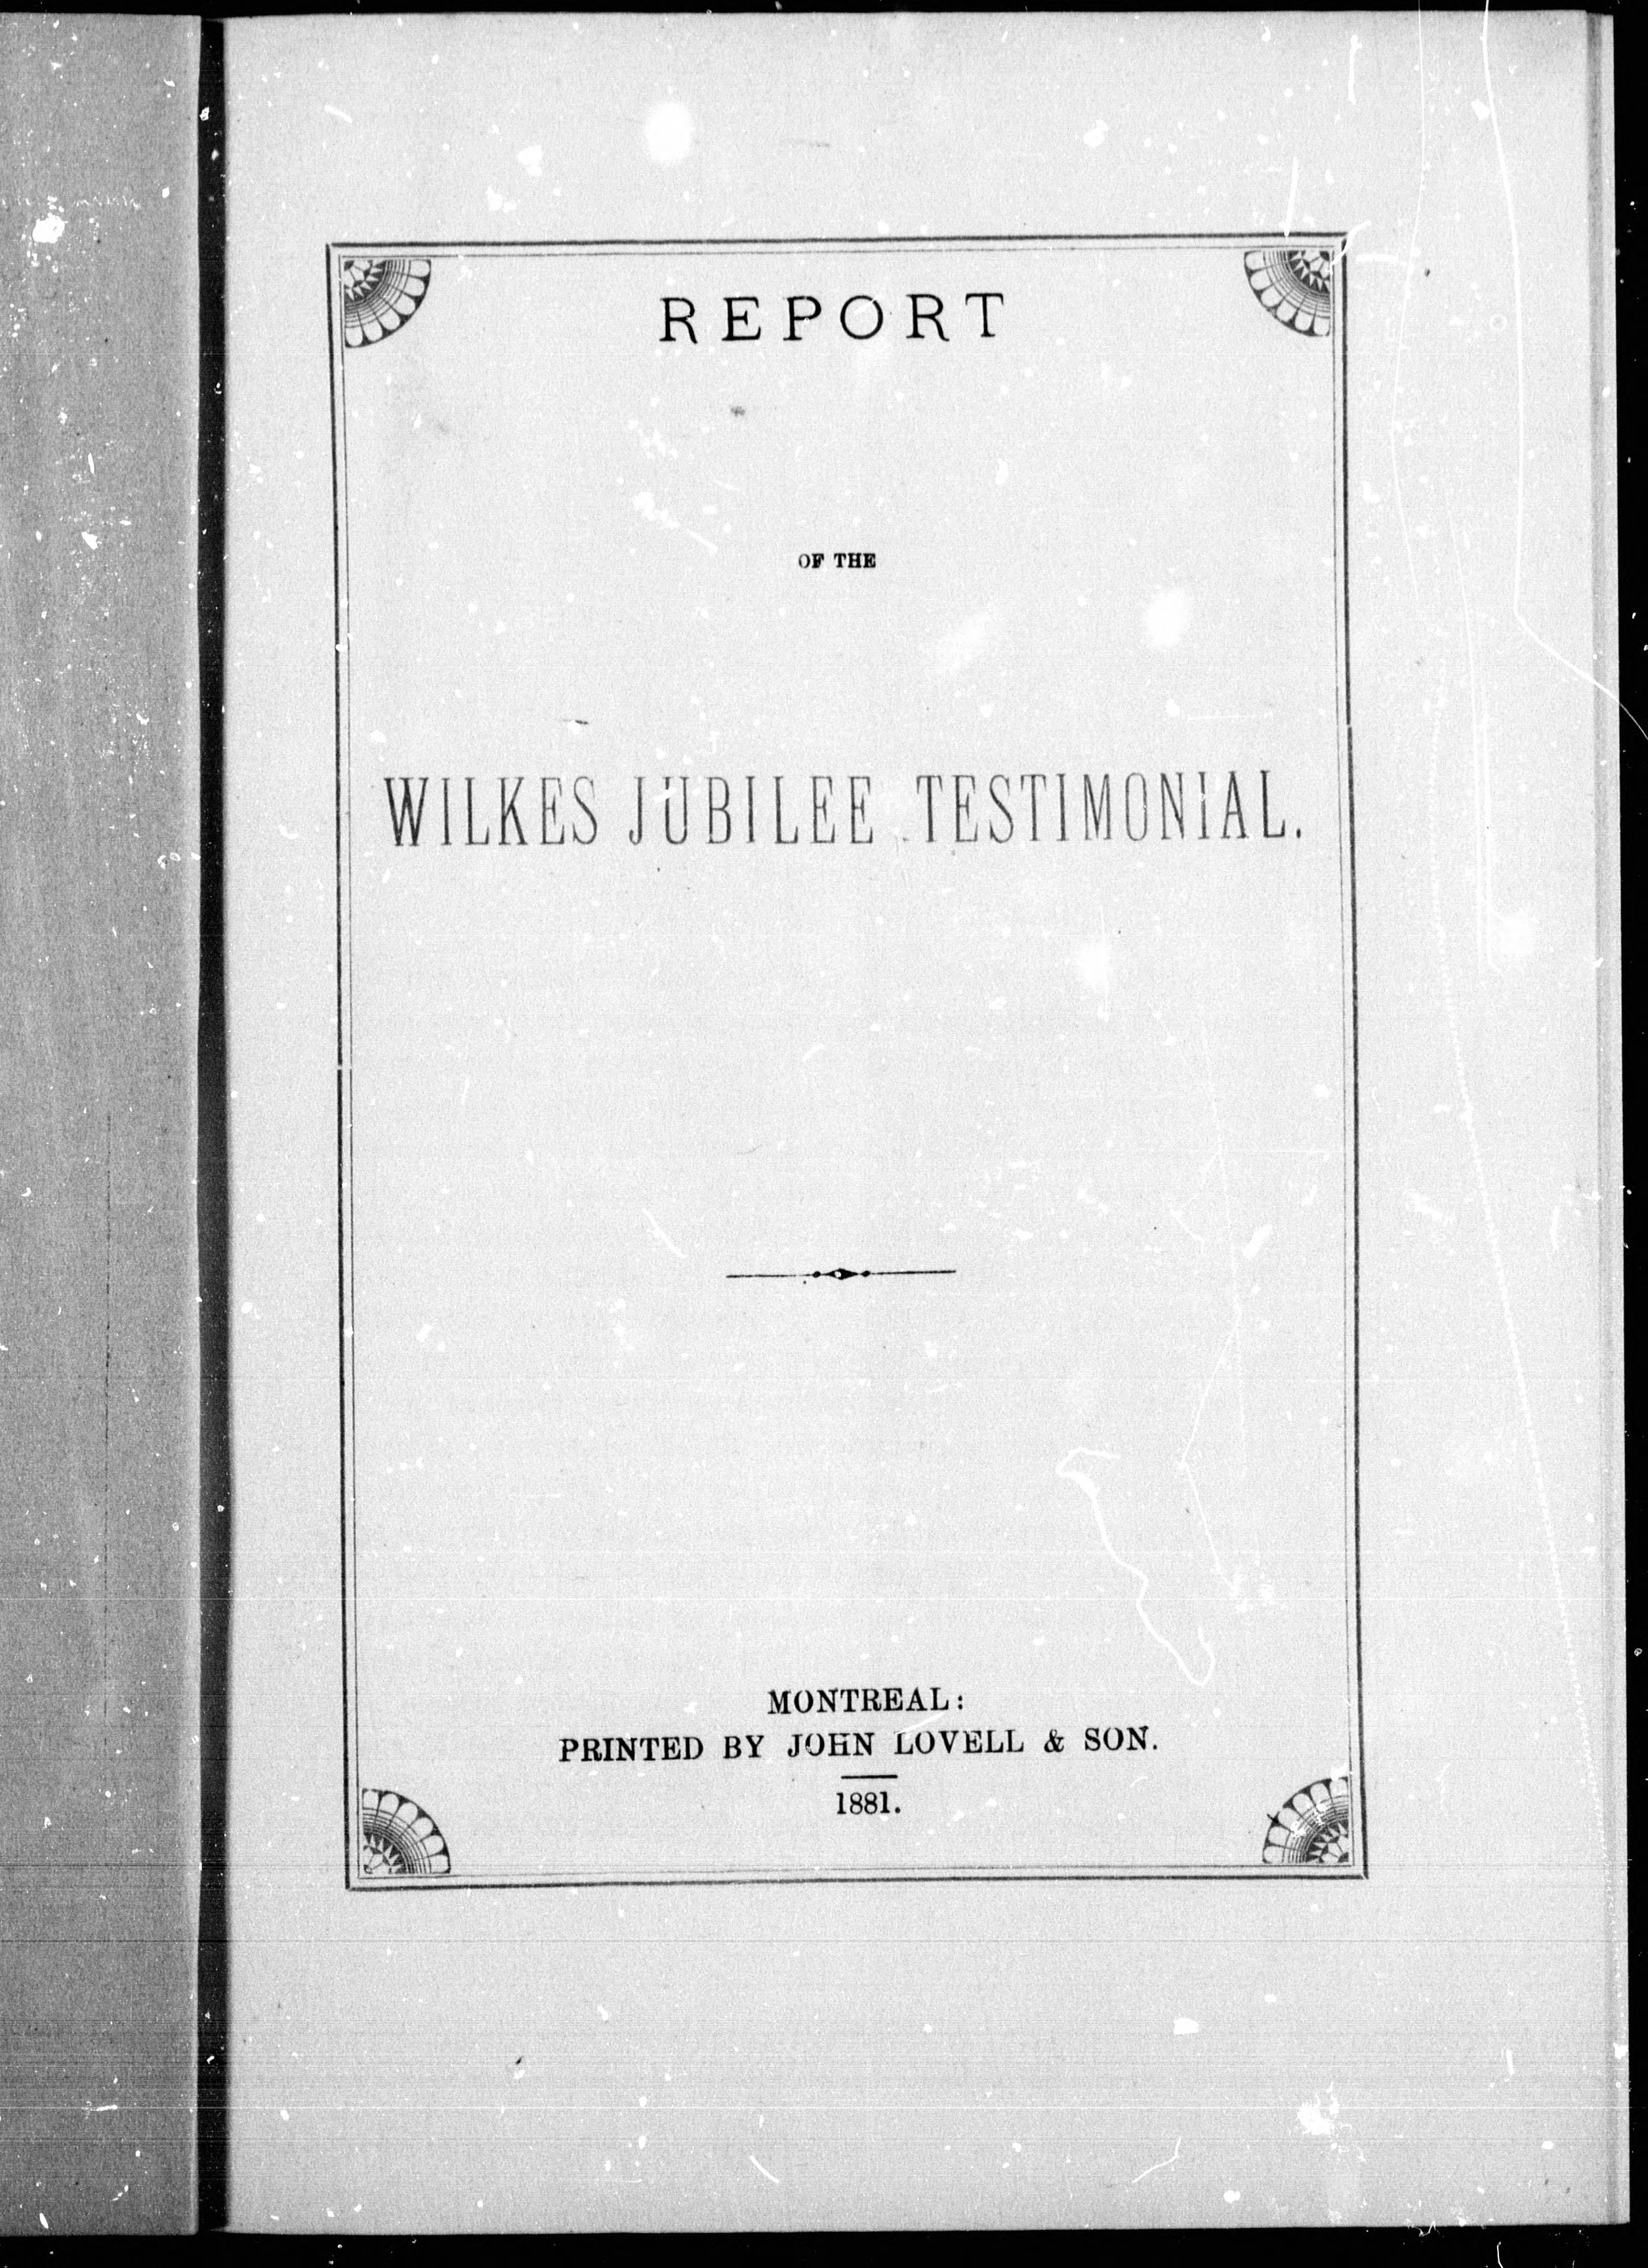 REPORT
OF THE
WILKES JUBILEE TESTIMONIAL.
MONTREAL:
PRINTED BY JOHN LOVELL & SON.
1881.